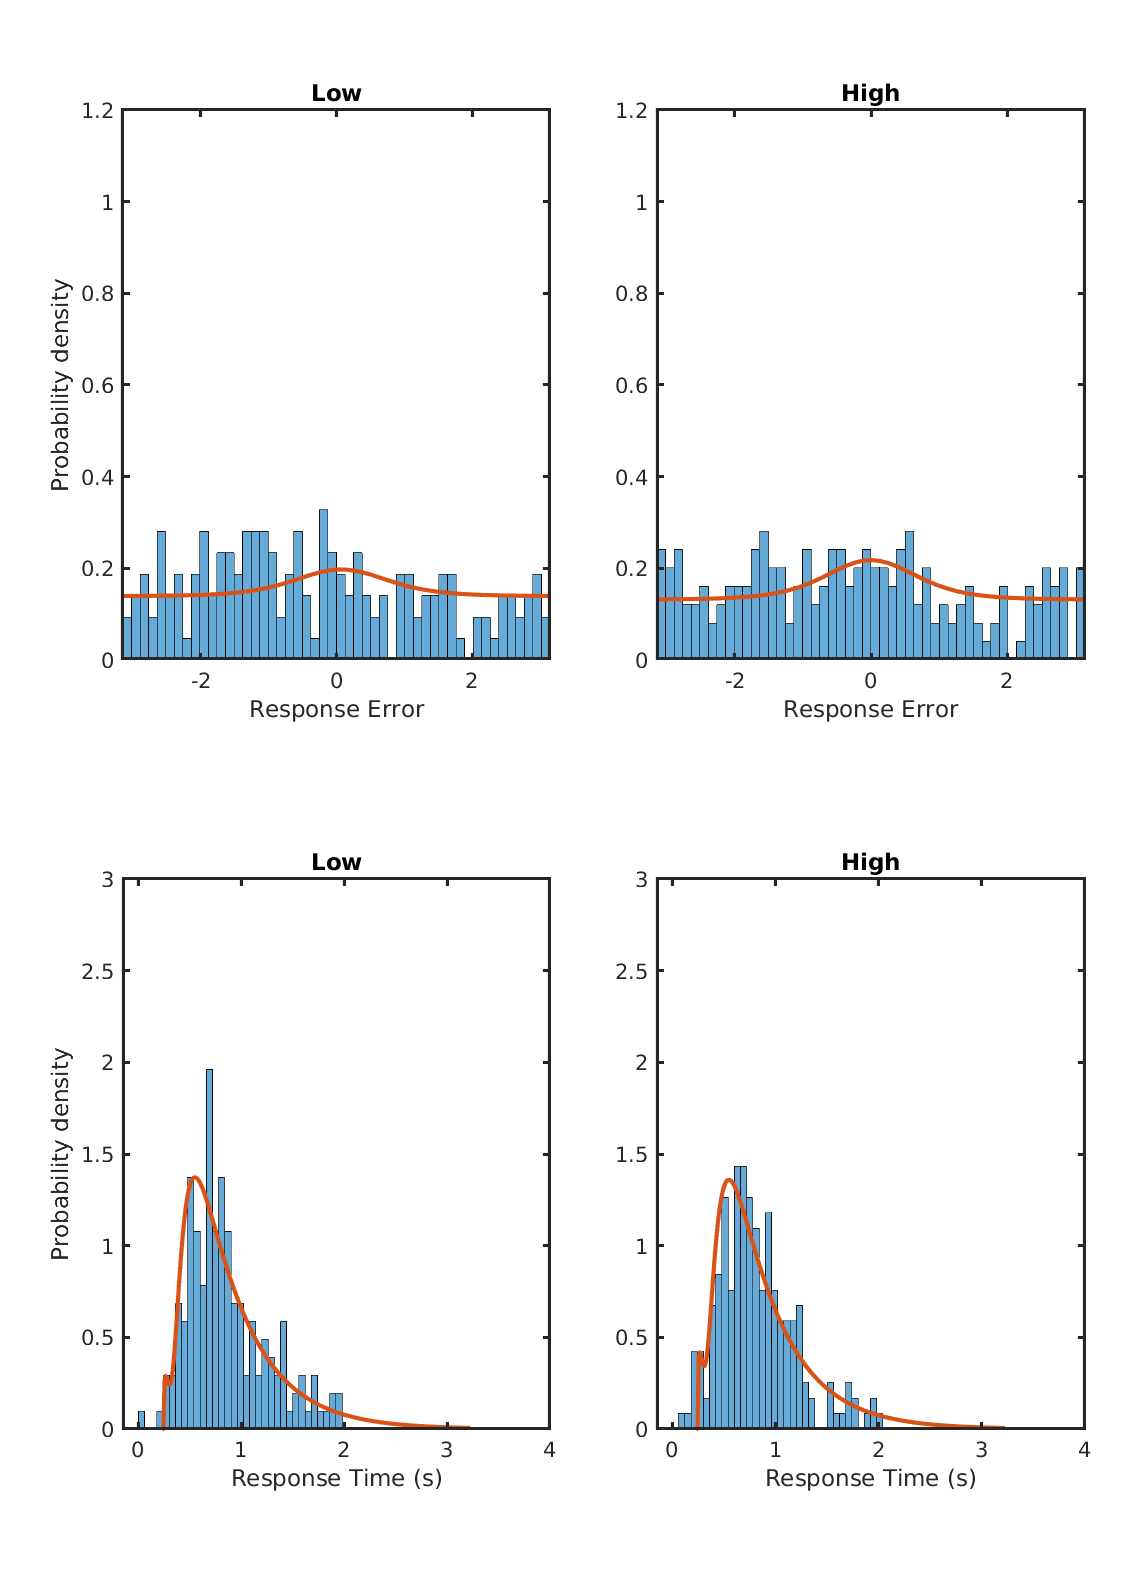 Low High
1.2 1.2
1 1
0.8 0.8
0.6 0.6
0.4 0.4
0.2 0.2
0 0
Probability density
-2 0 2 -2 0 2
Response Error Response Error
Low High
3 3
2.5 2.5
2 2
1.5 1.5
1 1
0.5 0.5
0 0
Probability density
0 1 2 3 4 0 1 2 3 4
Response Time (s) Response Time (s)